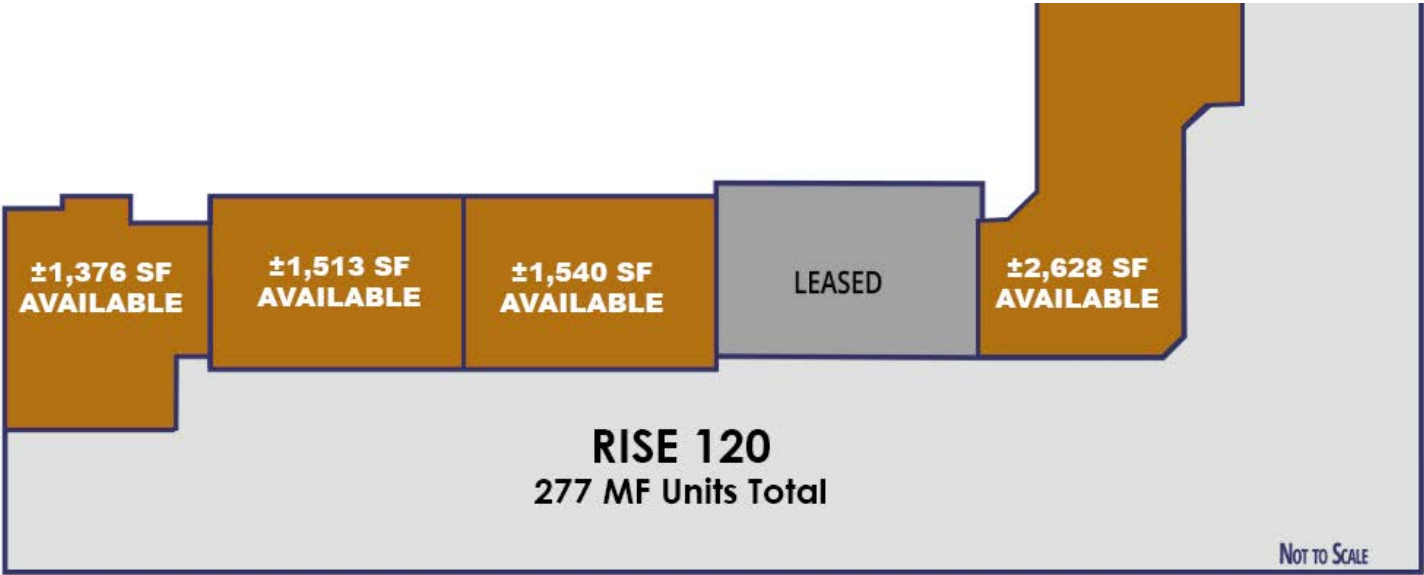 ±1,376 SF
AVAILABLE
±1,513 SF
AVAILABLE
±1,540 SF
AVAILABLE
LEASED
±2,628 SF
AVAILABLE
RISE 120
277 MF Units Total
NOT TO SCALE